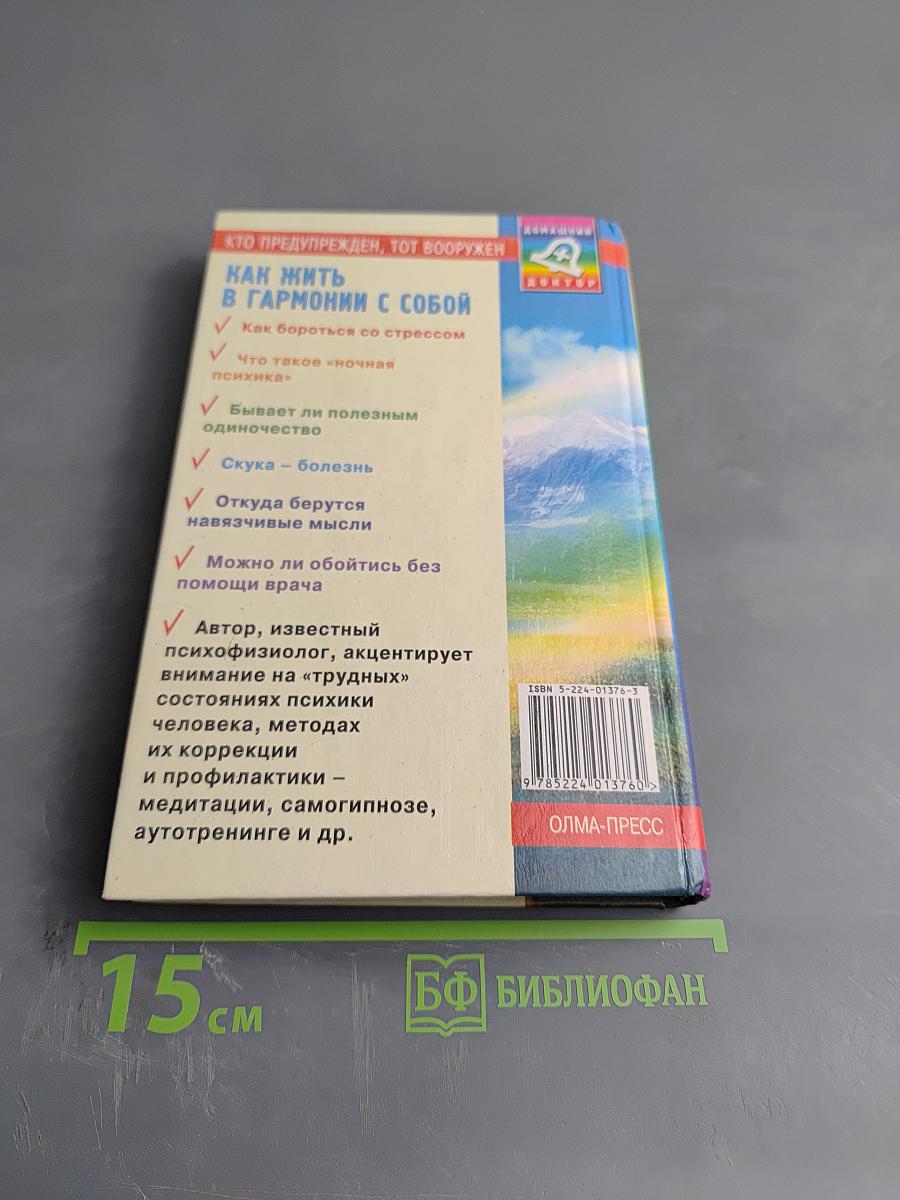 КТО ПРЕДУПРЕЖДЕН, ТОТ ВООРУЖЕН
ДОМАШНИЙ
ДОКТОР
КАК ЖИТЬ
В ГАРМОНИИ С СОБОЙ
Как бороться со стрессом
Что такое «ночная
психика»
Бывает ли полезным
одиночество
Скука – болезнь
Откуда берутся
навязчивые мысли
Можно ли обойтись без
помощи врача
Автор, известный
психофизиолог, акцентирует
внимание на «трудных»
состояниях психики
человека, методах
их коррекции
и профилактики –
медитации, самогипнозе,
аутотренинге и др.
ISBN 5-224-01376-3
9 785224 013760 >
ОЛМА-ПРЕСС
15 см
БФ БИБЛИОФАН